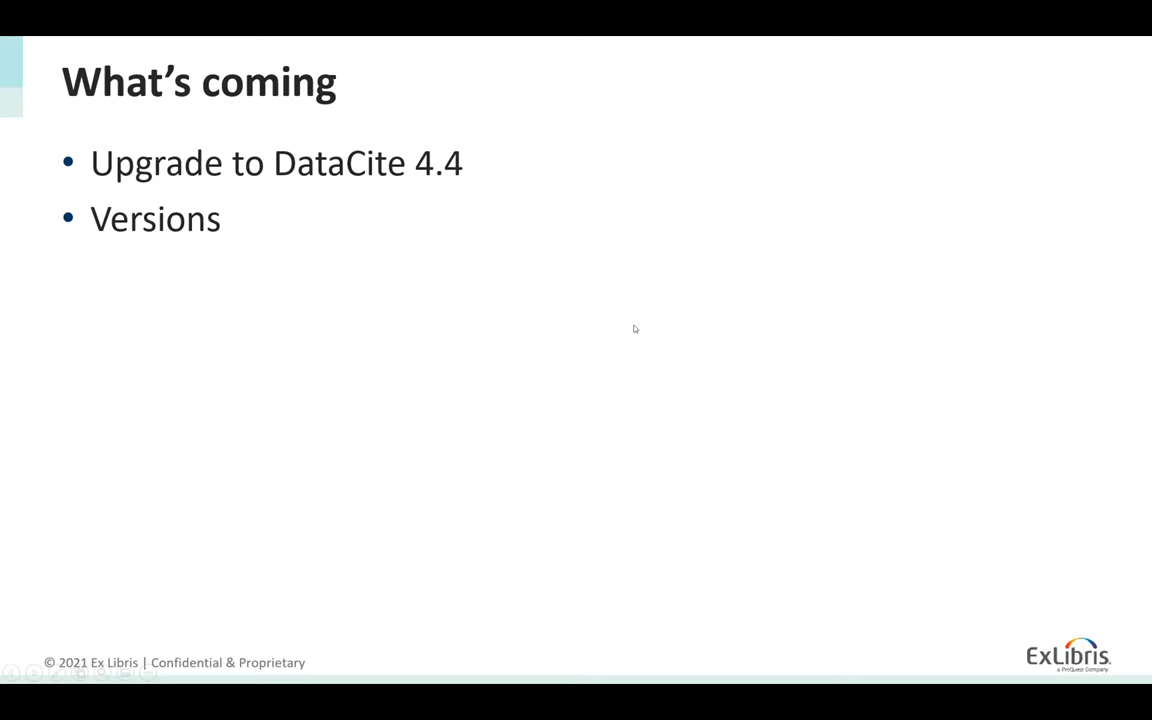 What's coming
• Upgrade to DataCite 4.4
• Versions
© 2021 Ex Libris | Confidential & Proprietary
ExLibris.
a ProQuest Company